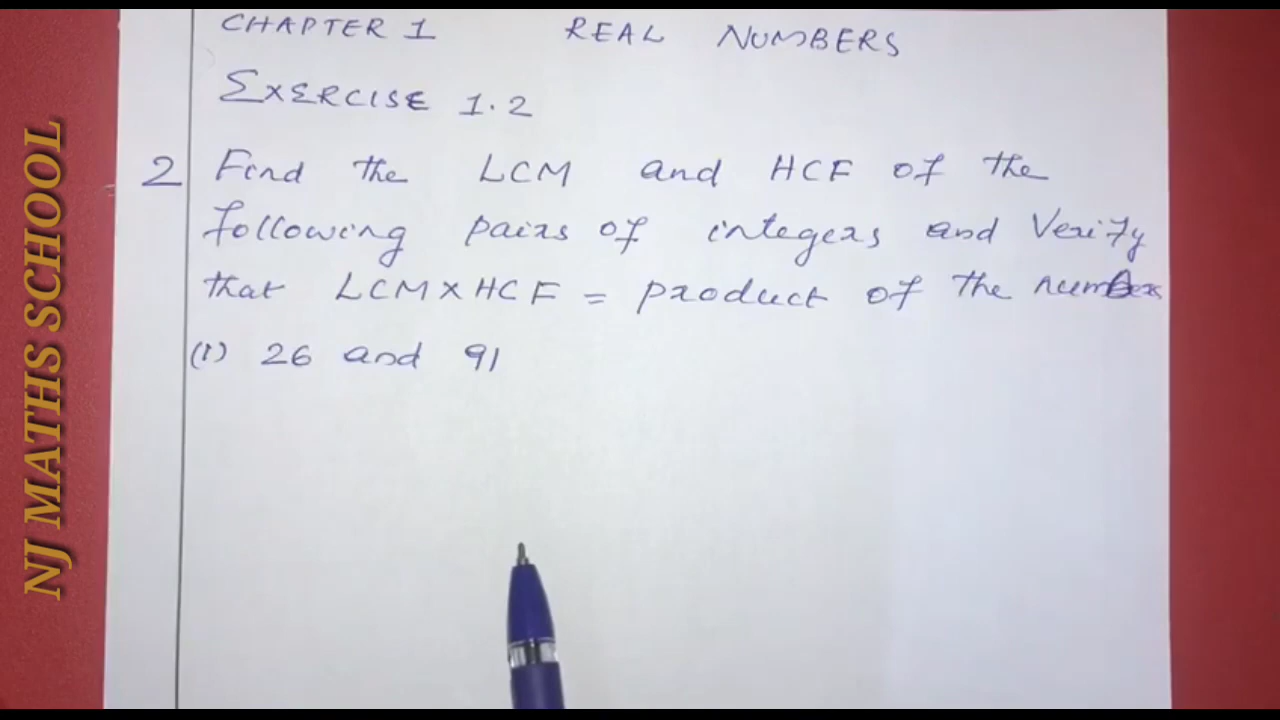 CHAPTER 1 REAL NUMBERS
EXERCISE 1.2
2 Find the LCM and HCF of the
following pairs of integers and Verify
that LCM X HCF = product of the numbers
(1) 26 and 91
NJ MATHS SCHOOL